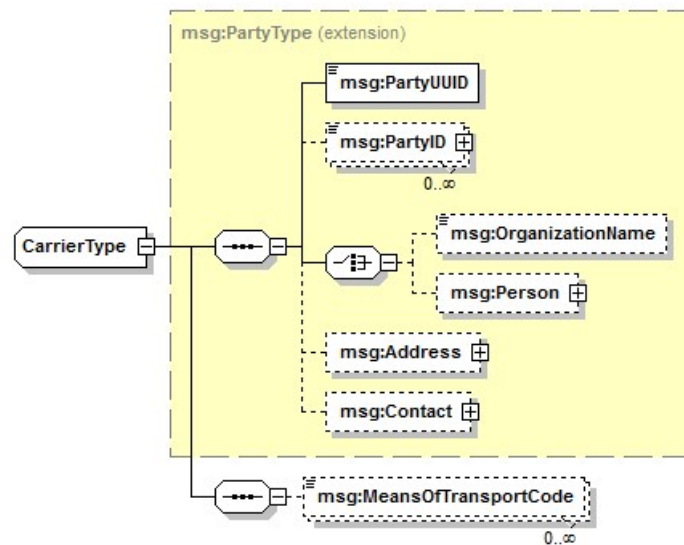 msg:PartyType (extension)
msg:PartyUUID
msg:PartyID
0..∞
CarrierType
msg:OrganizationName
msg:Person
msg:Address
msg:Contact
msg:MeansOfTransportCode
0..∞